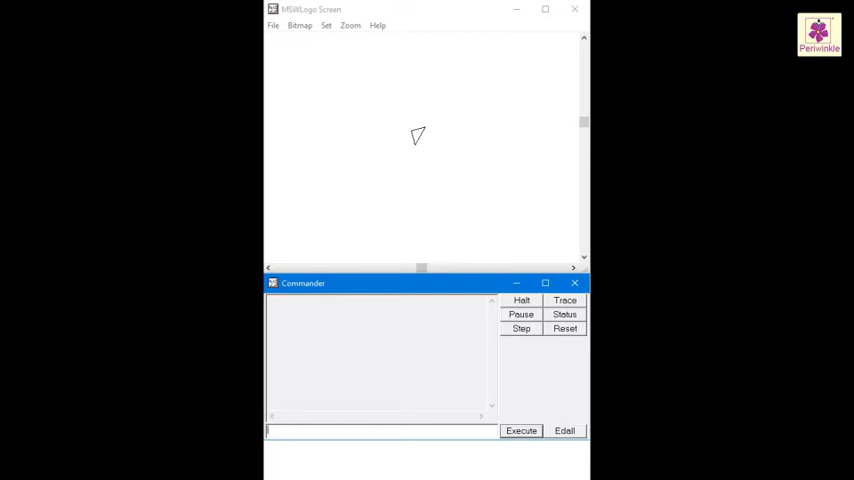 MSWLogo Screen
File Bitmap Set Zoom Help
Periwinkle
Commander
Halt Trace
Pause Status
Step Reset
Execute Edall